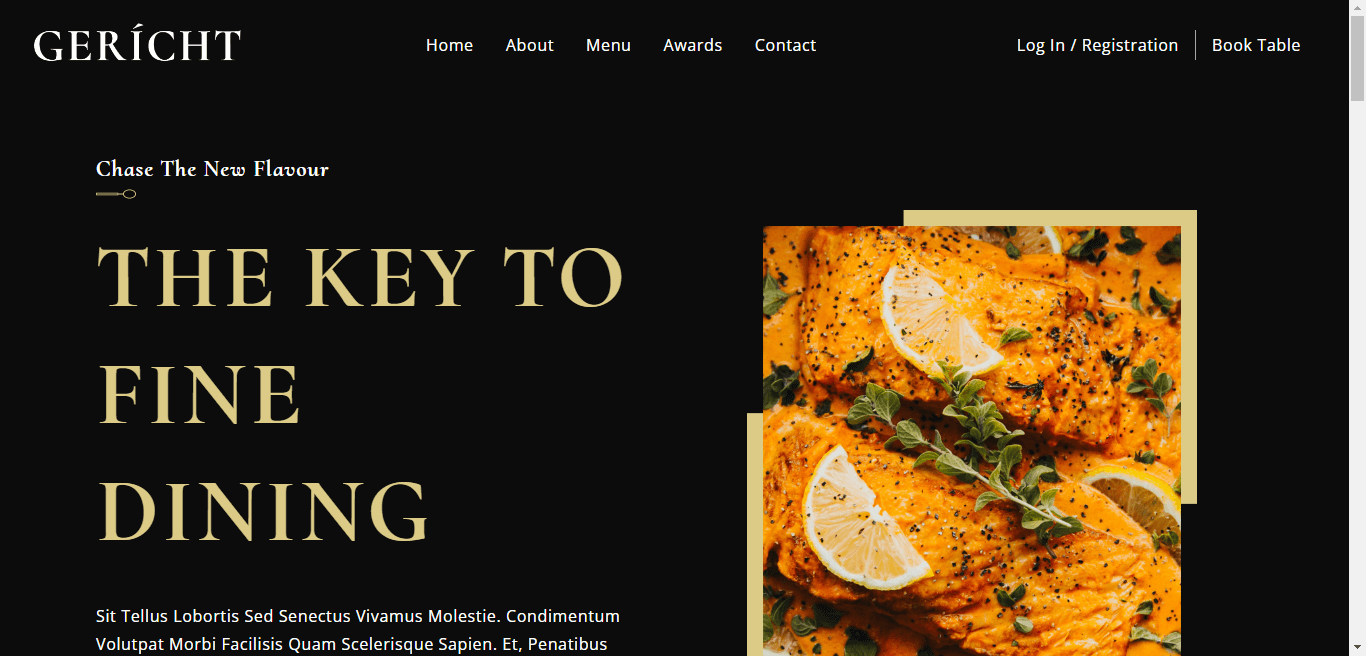 GERÍCHT
Home About Menu Awards Contact
Log In / Registration Book Table
Chase The New Flavour
THE KEY TO
FINE
DINING
Sit Tellus Lobortis Sed Senectus Vivamus Molestie. Condimentum
Volutpat Morbi Facilisis Quam Scelerisque Sapien. Et, Penatibus